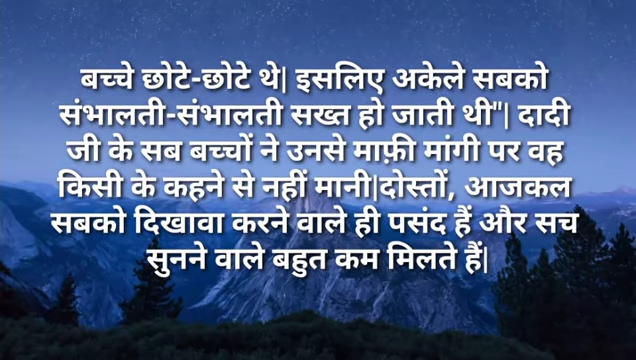 बच्चे छोटे-छोटे थे| इसलिए अकेले सबको
संभालती-संभालती सख्त हो जाती थी"| दादी
जी के सब बच्चों ने उनसे माफ़ी मांगी पर वह
किसी के कहने से नहीं मानी|दोस्तों, आजकल
सबको दिखावा करने वाले ही पसंद हैं और सच
सुनने वाले बहुत कम मिलते हैं|